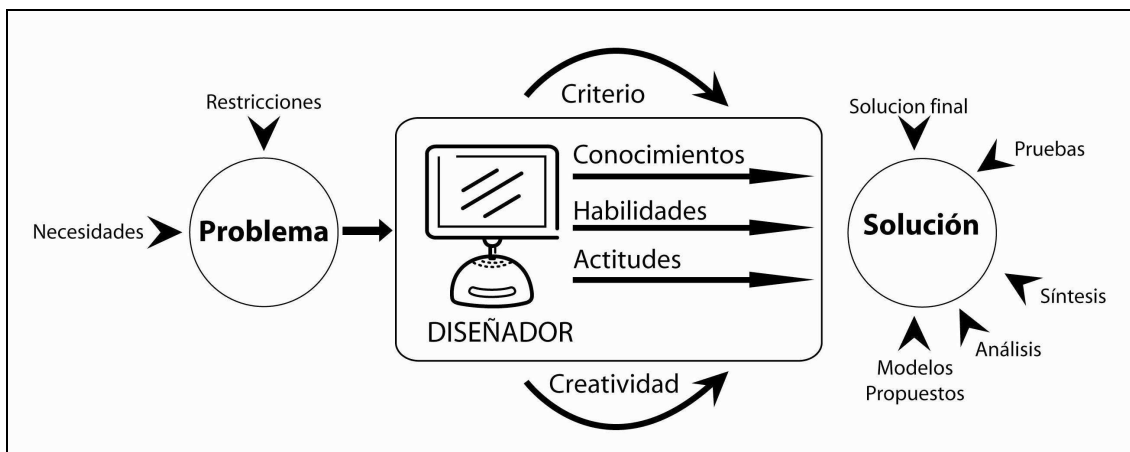 Restricciones
Necesidades
Problema
Criterio
Conocimientos
Habilidades
Actitudes
DISEÑADOR
Creatividad
Solucion final
Pruebas
Solución
Síntesis
Análisis
Modelos
Propuestos